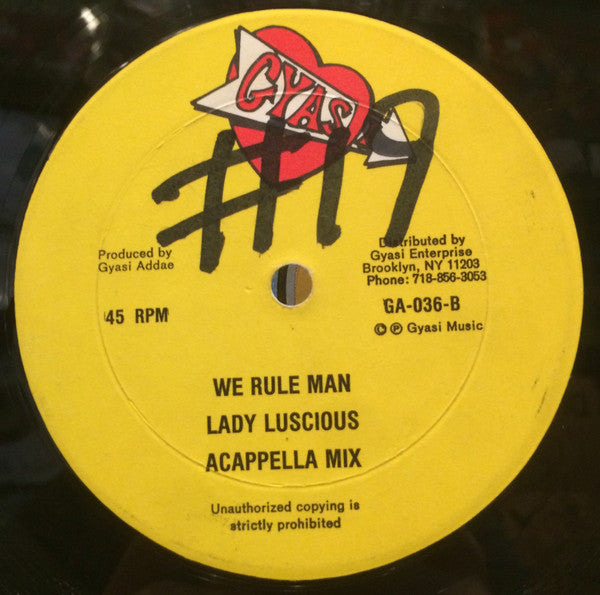 GYASI
#19
Produced by
Gyasi Addae
Distributed by
Gyasi Enterprise
Brooklyn, NY 11203
Phone: 718-856-3053
45 RPM
GA-036-B
© ℗ Gyasi Music
WE RULE MAN
LADY LUSCIOUS
ACAPPELLA MIX
Unauthorized copying is
strictly prohibited